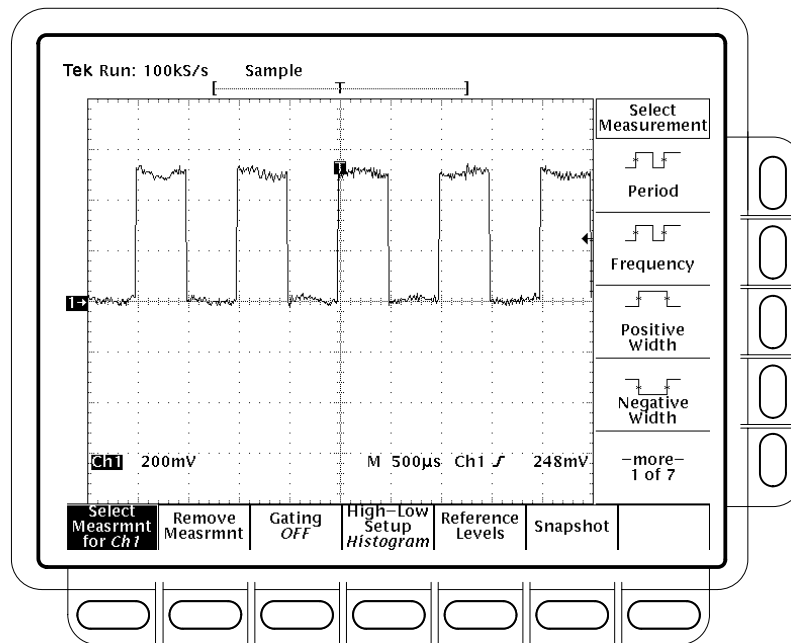 Tek Run: 100kS/s Sample
[ T ]
Select
Measurement
Period
Frequency
Positive
Width
Negative
Width
−more−
1 of 7
T
1→
Ch1 200mV M 500µs Ch1 248mV
Select
Measrmnt
for Ch1
Remove
Measrmnt
Gating
OFF
High−Low
Setup
Histogram
Reference
Levels
Snapshot